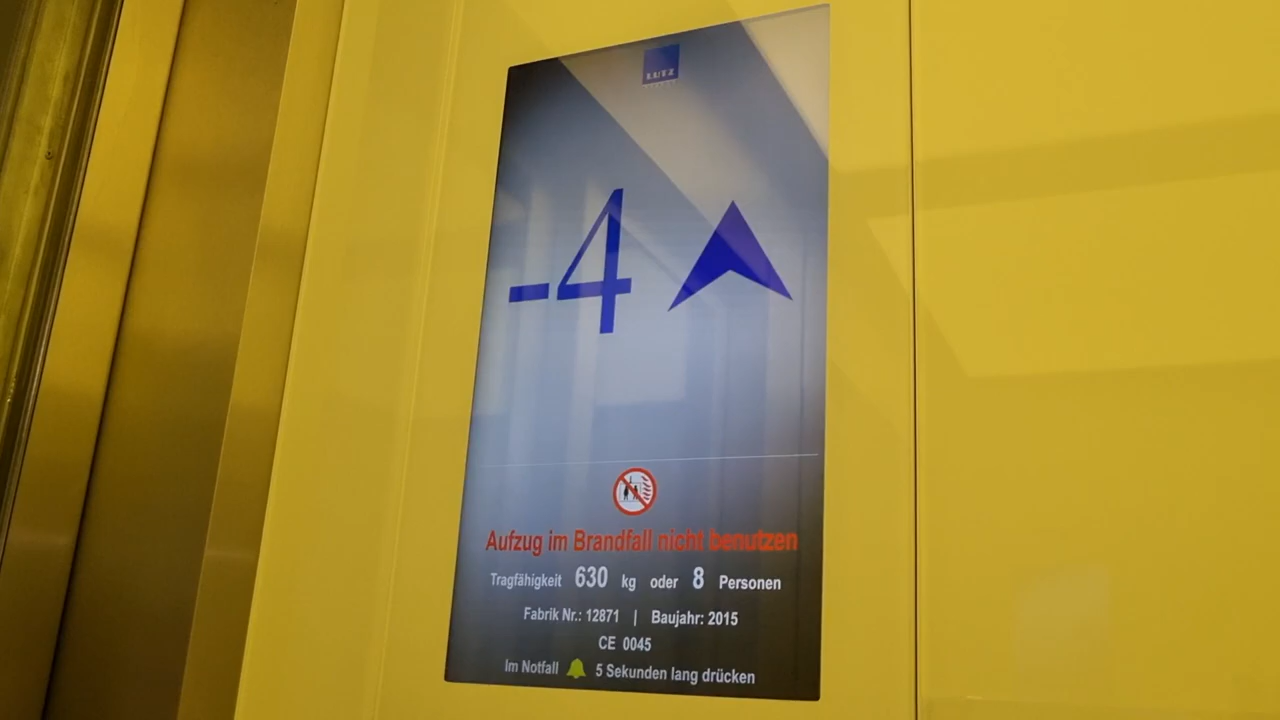 LUTZ
-4
Aufzug im Brandfall nicht benutzen
Tragfähigkeit 630 kg oder 8 Personen
Fabrik Nr.: 12871 | Baujahr: 2015
CE 0045
Im Notfall 5 Sekunden lang drücken